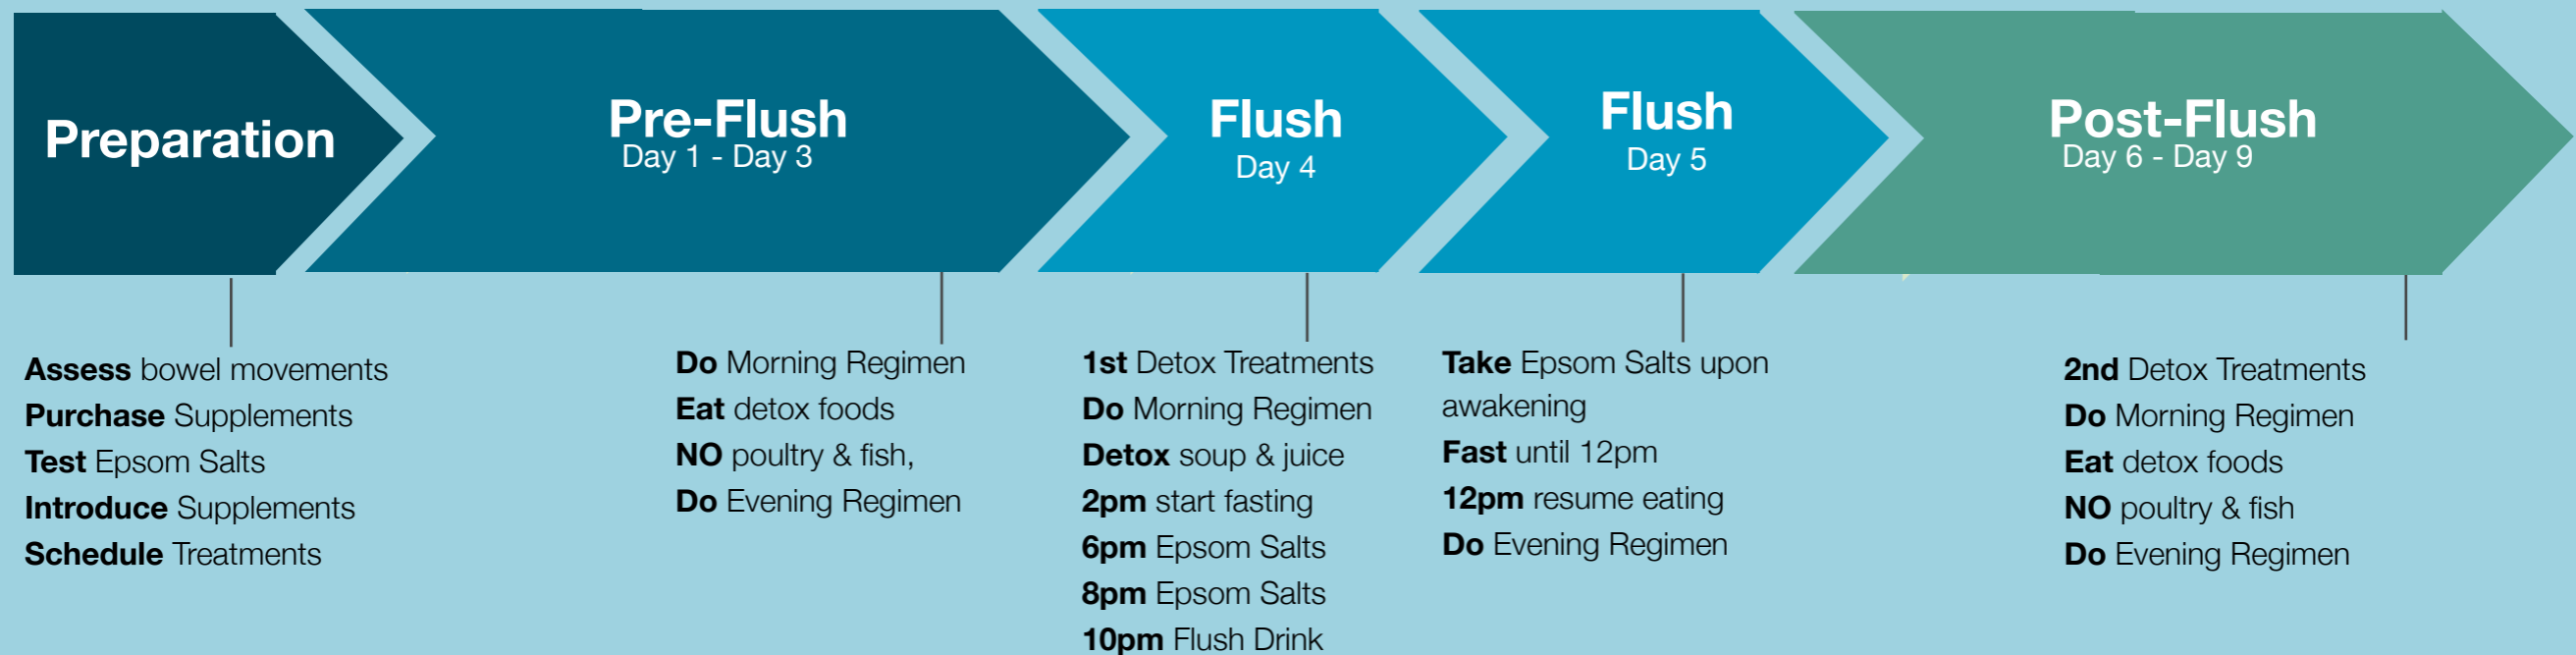 Preparation
Pre-Flush
Day 1 - Day 3
Flush
Day 4
Flush
Day 5
Post-Flush
Day 6 - Day 9
Assess bowel movements
Purchase Supplements
Test Epsom Salts
Introduce Supplements
Schedule Treatments
Do Morning Regimen
Eat detox foods
NO poultry & fish,
Do Evening Regimen
1st Detox Treatments
Do Morning Regimen
Detox soup & juice
2pm start fasting
6pm Epsom Salts
8pm Epsom Salts
10pm Flush Drink
Take Epsom Salts upon
awakening
Fast until 12pm
12pm resume eating
Do Evening Regimen
2nd Detox Treatments
Do Morning Regimen
Eat detox foods
NO poultry & fish
Do Evening Regimen